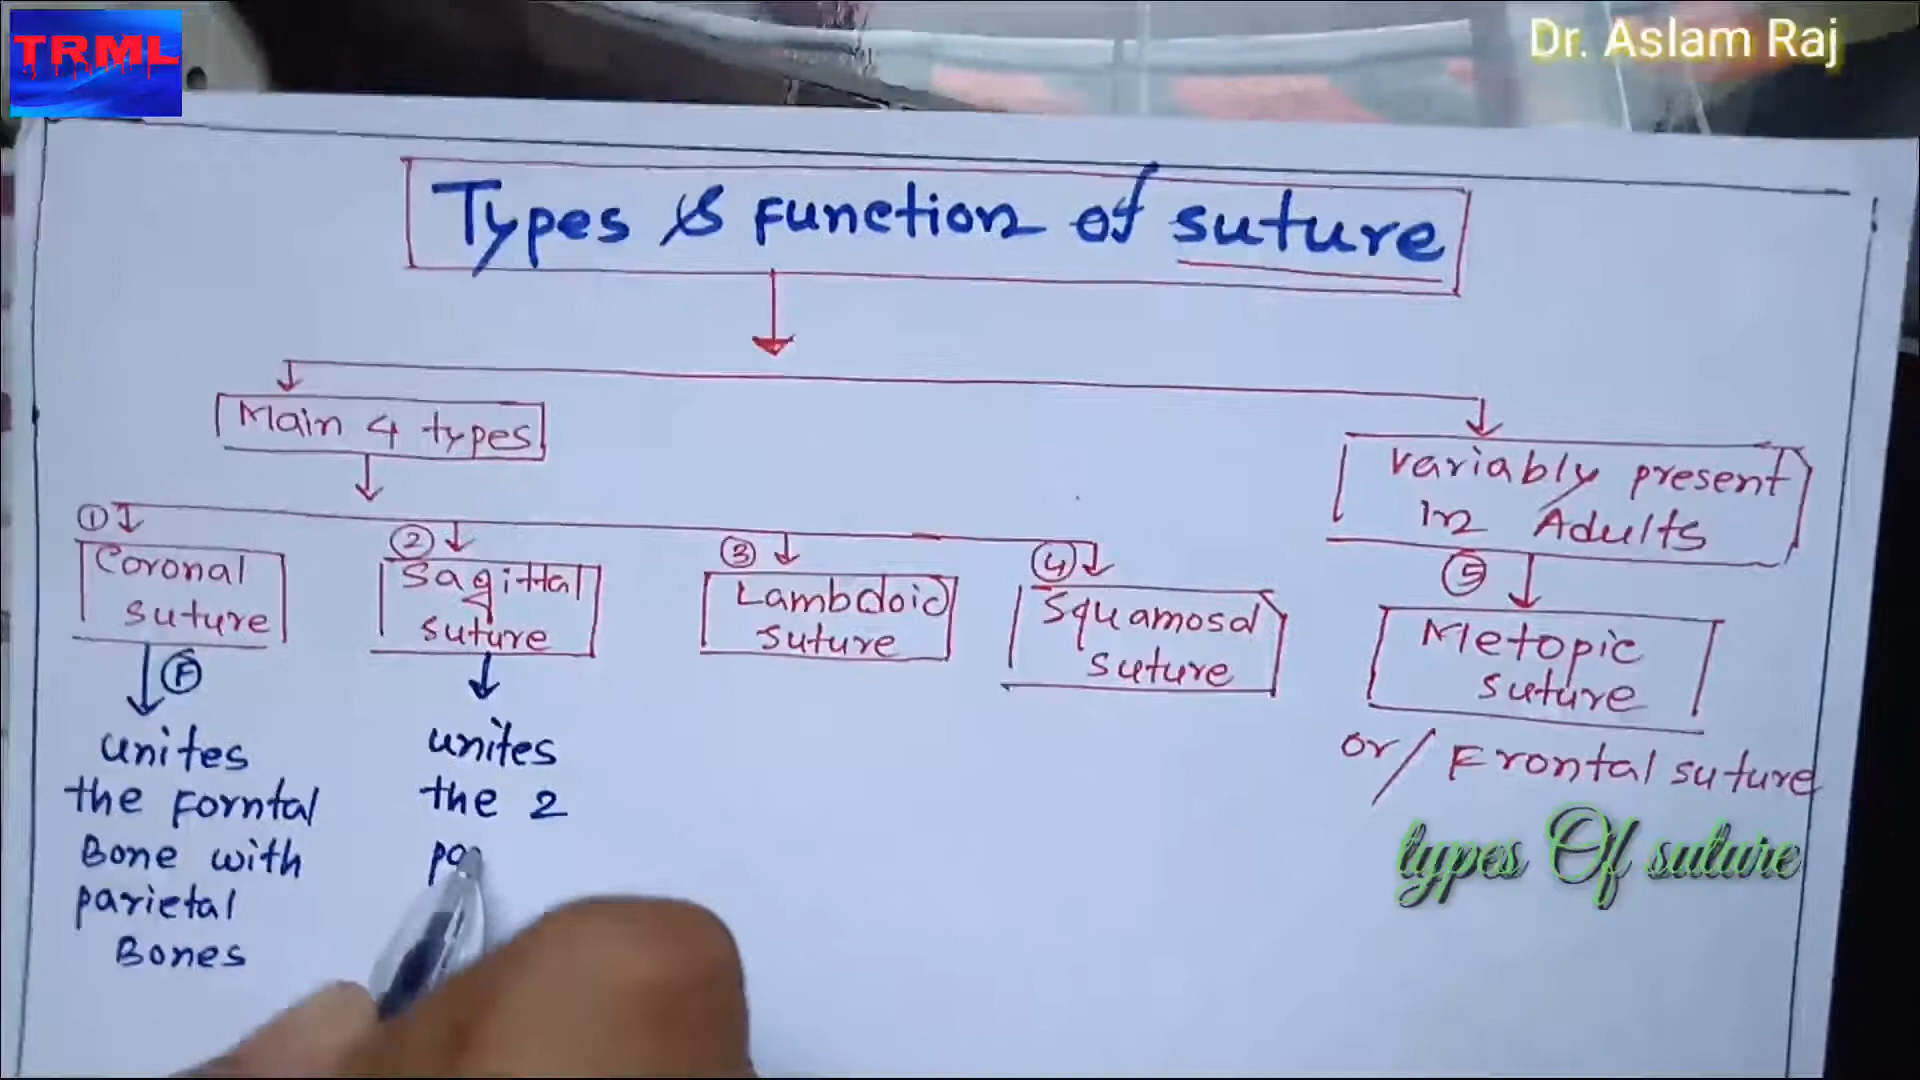 TRML
Dr. Aslam Raj
Types & Function of suture
Main 4 types
variably present
in Adults
① 
Coronal
suture
②
Sagittal
suture
③
Lambdoid
suture
④
Squamosal
suture
⑤
Metopic
suture
or/ Frontal suture
Ⓕ
unites
the Forntal
Bone with
parietal
Bones
unites
the 2
pa
types Of suture